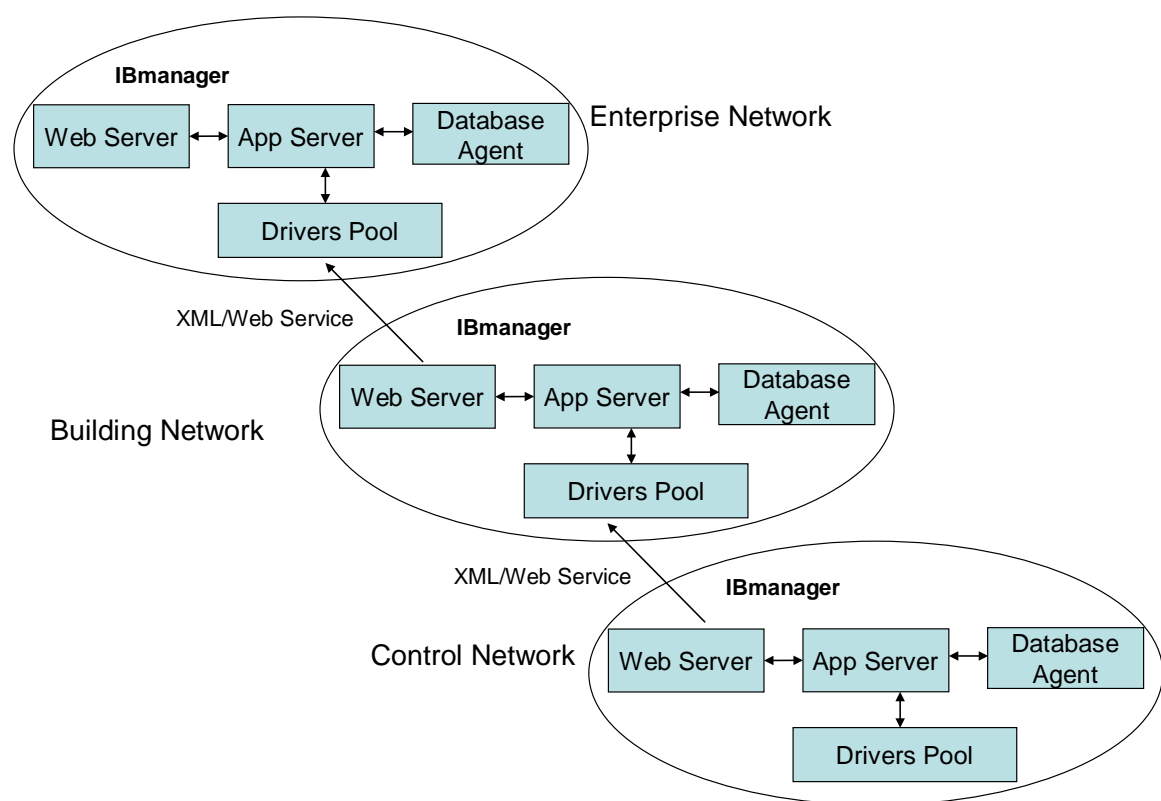 IBmanager
Web Server
App Server
Database
Agent
Enterprise Network
Drivers Pool
XML/Web Service
IBmanager
Web Server
App Server
Database
Agent
Building Network
Drivers Pool
XML/Web Service
IBmanager
Control Network
Web Server
App Server
Database
Agent
Drivers Pool